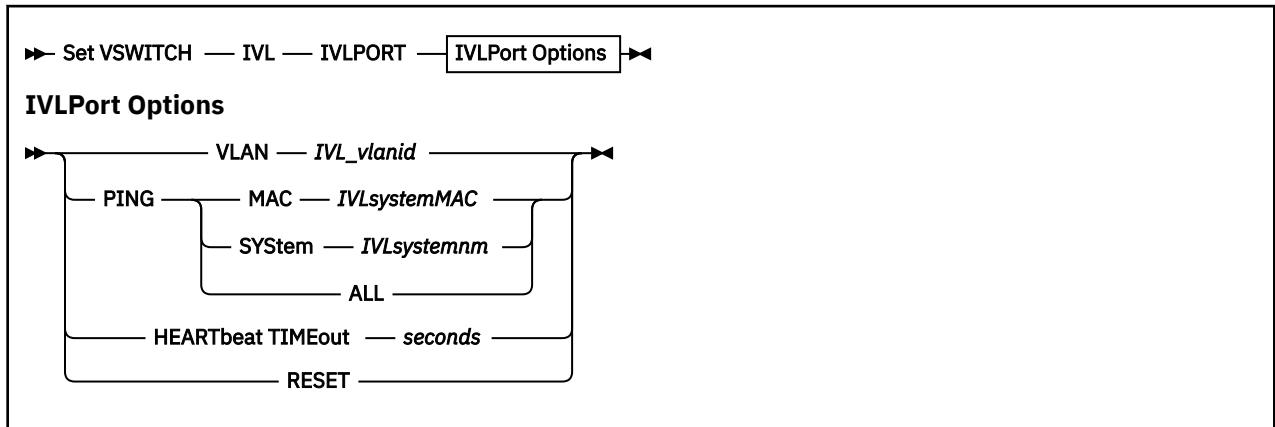 Set VSWITCH IVL IVLPORT IVLPort Options
IVLPort Options
VLAN IVL_vlanid
PING MAC IVLsystemMAC
SYStem IVLsystemnm
ALL
HEARTbeat TIMEout seconds
RESET